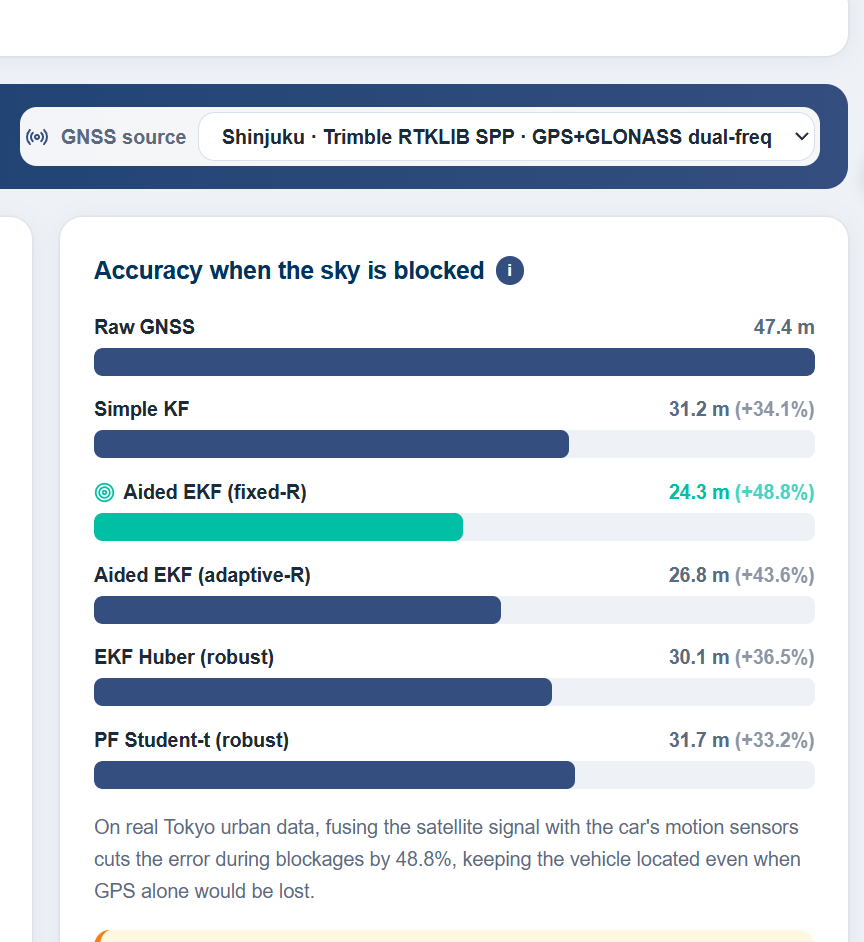 GNSS source
Shinjuku · Trimble RTKLIB SPP · GPS+GLONASS dual-freq
Accuracy when the sky is blocked i
Raw GNSS 47.4 m
Simple KF 31.2 m (+34.1%)
Aided EKF (fixed-R) 24.3 m (+48.8%)
Aided EKF (adaptive-R) 26.8 m (+43.6%)
EKF Huber (robust) 30.1 m (+36.5%)
PF Student-t (robust) 31.7 m (+33.2%)
On real Tokyo urban data, fusing the satellite signal with the car's motion sensors
cuts the error during blockages by 48.8%, keeping the vehicle located even when
GPS alone would be lost.